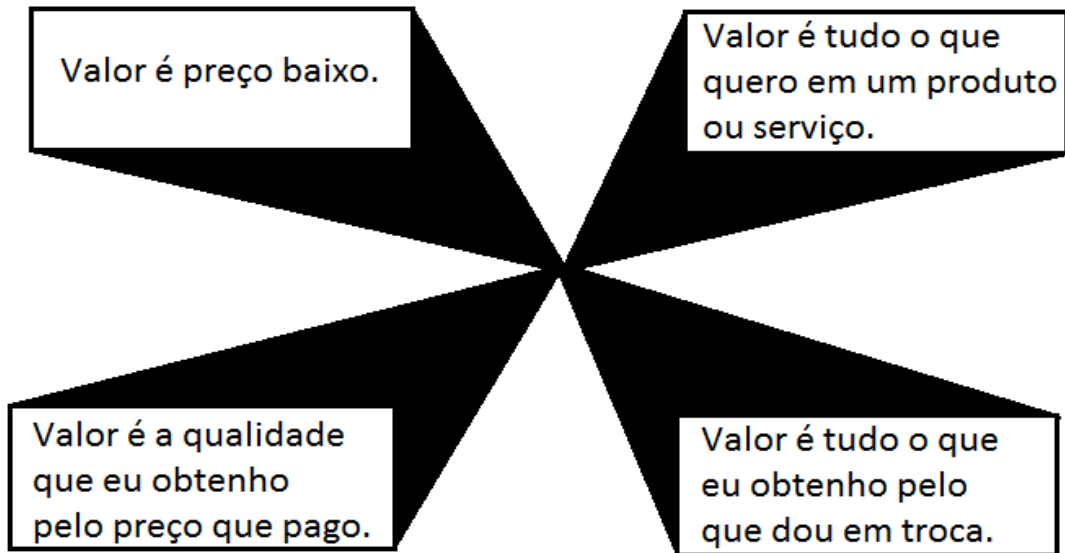 Valor é preço baixo.
Valor é tudo o que
quero em um produto
ou serviço.
Valor é a qualidade
que eu obtenho
pelo preço que pago.
Valor é tudo o que
eu obtenho pelo
que dou em troca.